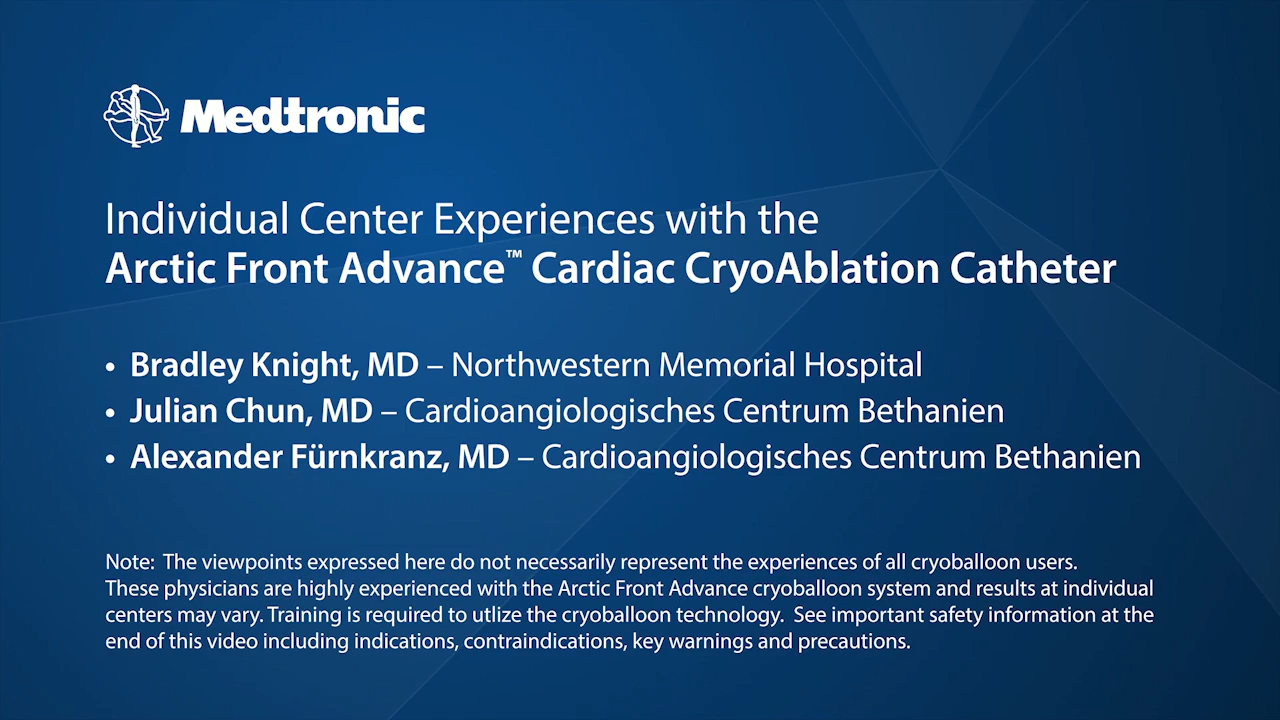 Medtronic
Individual Center Experiences with the
Arctic Front Advance™ Cardiac CryoAblation Catheter
• Bradley Knight, MD – Northwestern Memorial Hospital
• Julian Chun, MD – Cardioangiologisches Centrum Bethanien
• Alexander Fürnkranz, MD – Cardioangiologisches Centrum Bethanien
Note: The viewpoints expressed here do not necessarily represent the experiences of all cryoballoon users.
These physicians are highly experienced with the Arctic Front Advance cryoballoon system and results at individual
centers may vary. Training is required to utlize the cryoballoon technology. See important safety information at the
end of this video including indications, contraindications, key warnings and precautions.